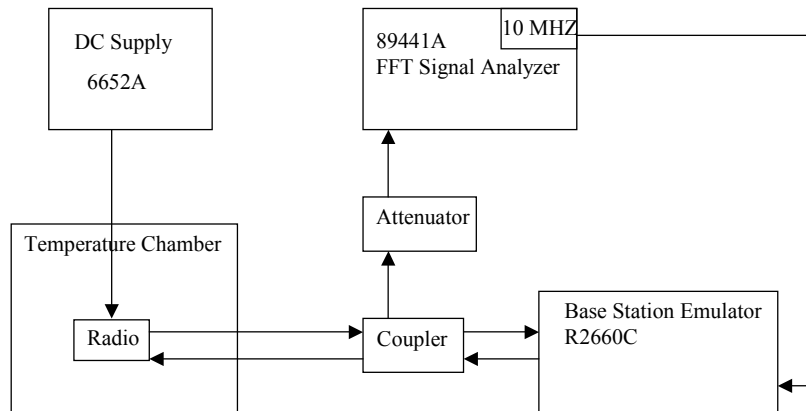 DC Supply
6652A
10 MHZ
89441A
FFT Signal Analyzer
Attenuator
Temperature Chamber
Radio
Coupler
Base Station Emulator
R2660C